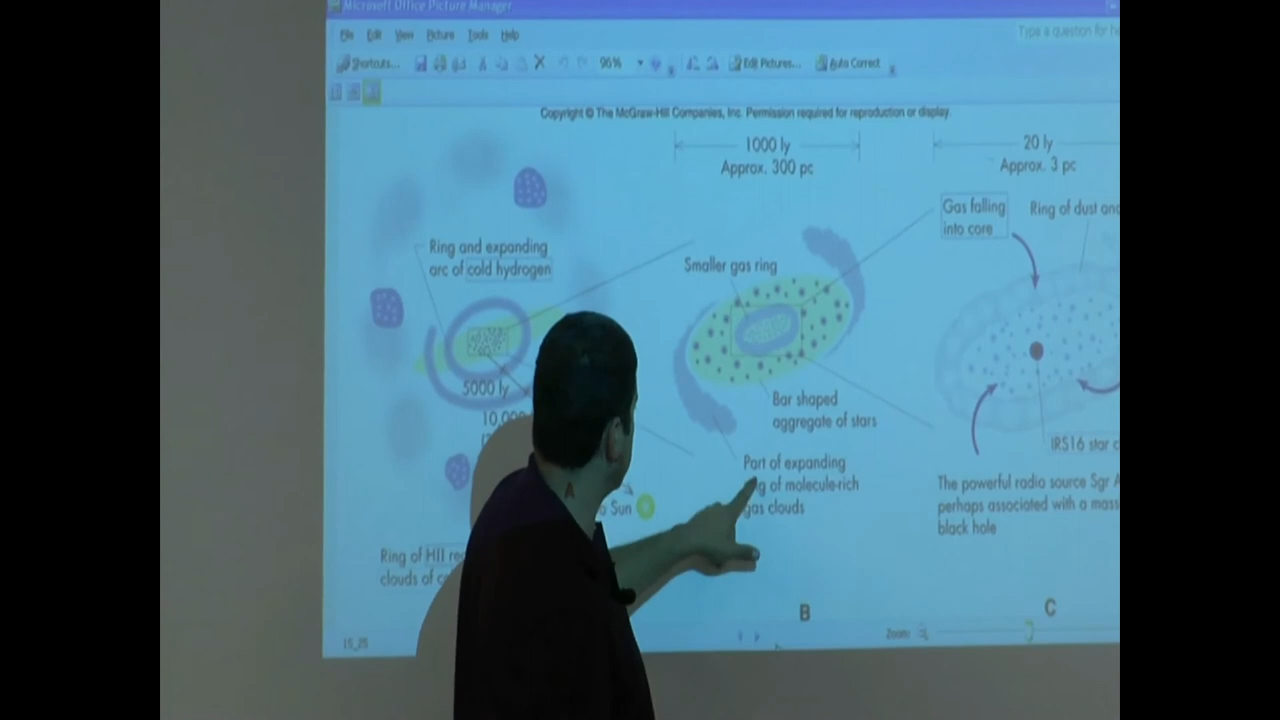 Microsoft Office Picture Manager
File Edit View Picture Tools Help
Type a question for he
Shortcuts... 96% Edit Pictures... Auto Correct
Copyright © The McGraw-Hill Companies, Inc. Permission required for reproduction or display.
1000 ly
Approx. 300 pc
20 ly
Approx. 3 pc
Ring and expanding
arc of cold hydrogen
Smaller gas ring
Gas falling
into core
Ring of dust and
5000 ly
10,000
Bar shaped
aggregate of stars
Part of expanding
of molecule-rich
gas clouds
IRS16 star c
The powerful radio source Sgr A
perhaps associated with a mass
black hole
A
Sun
Ring of HII re
clouds of c
B
C
15_25
Zoom: